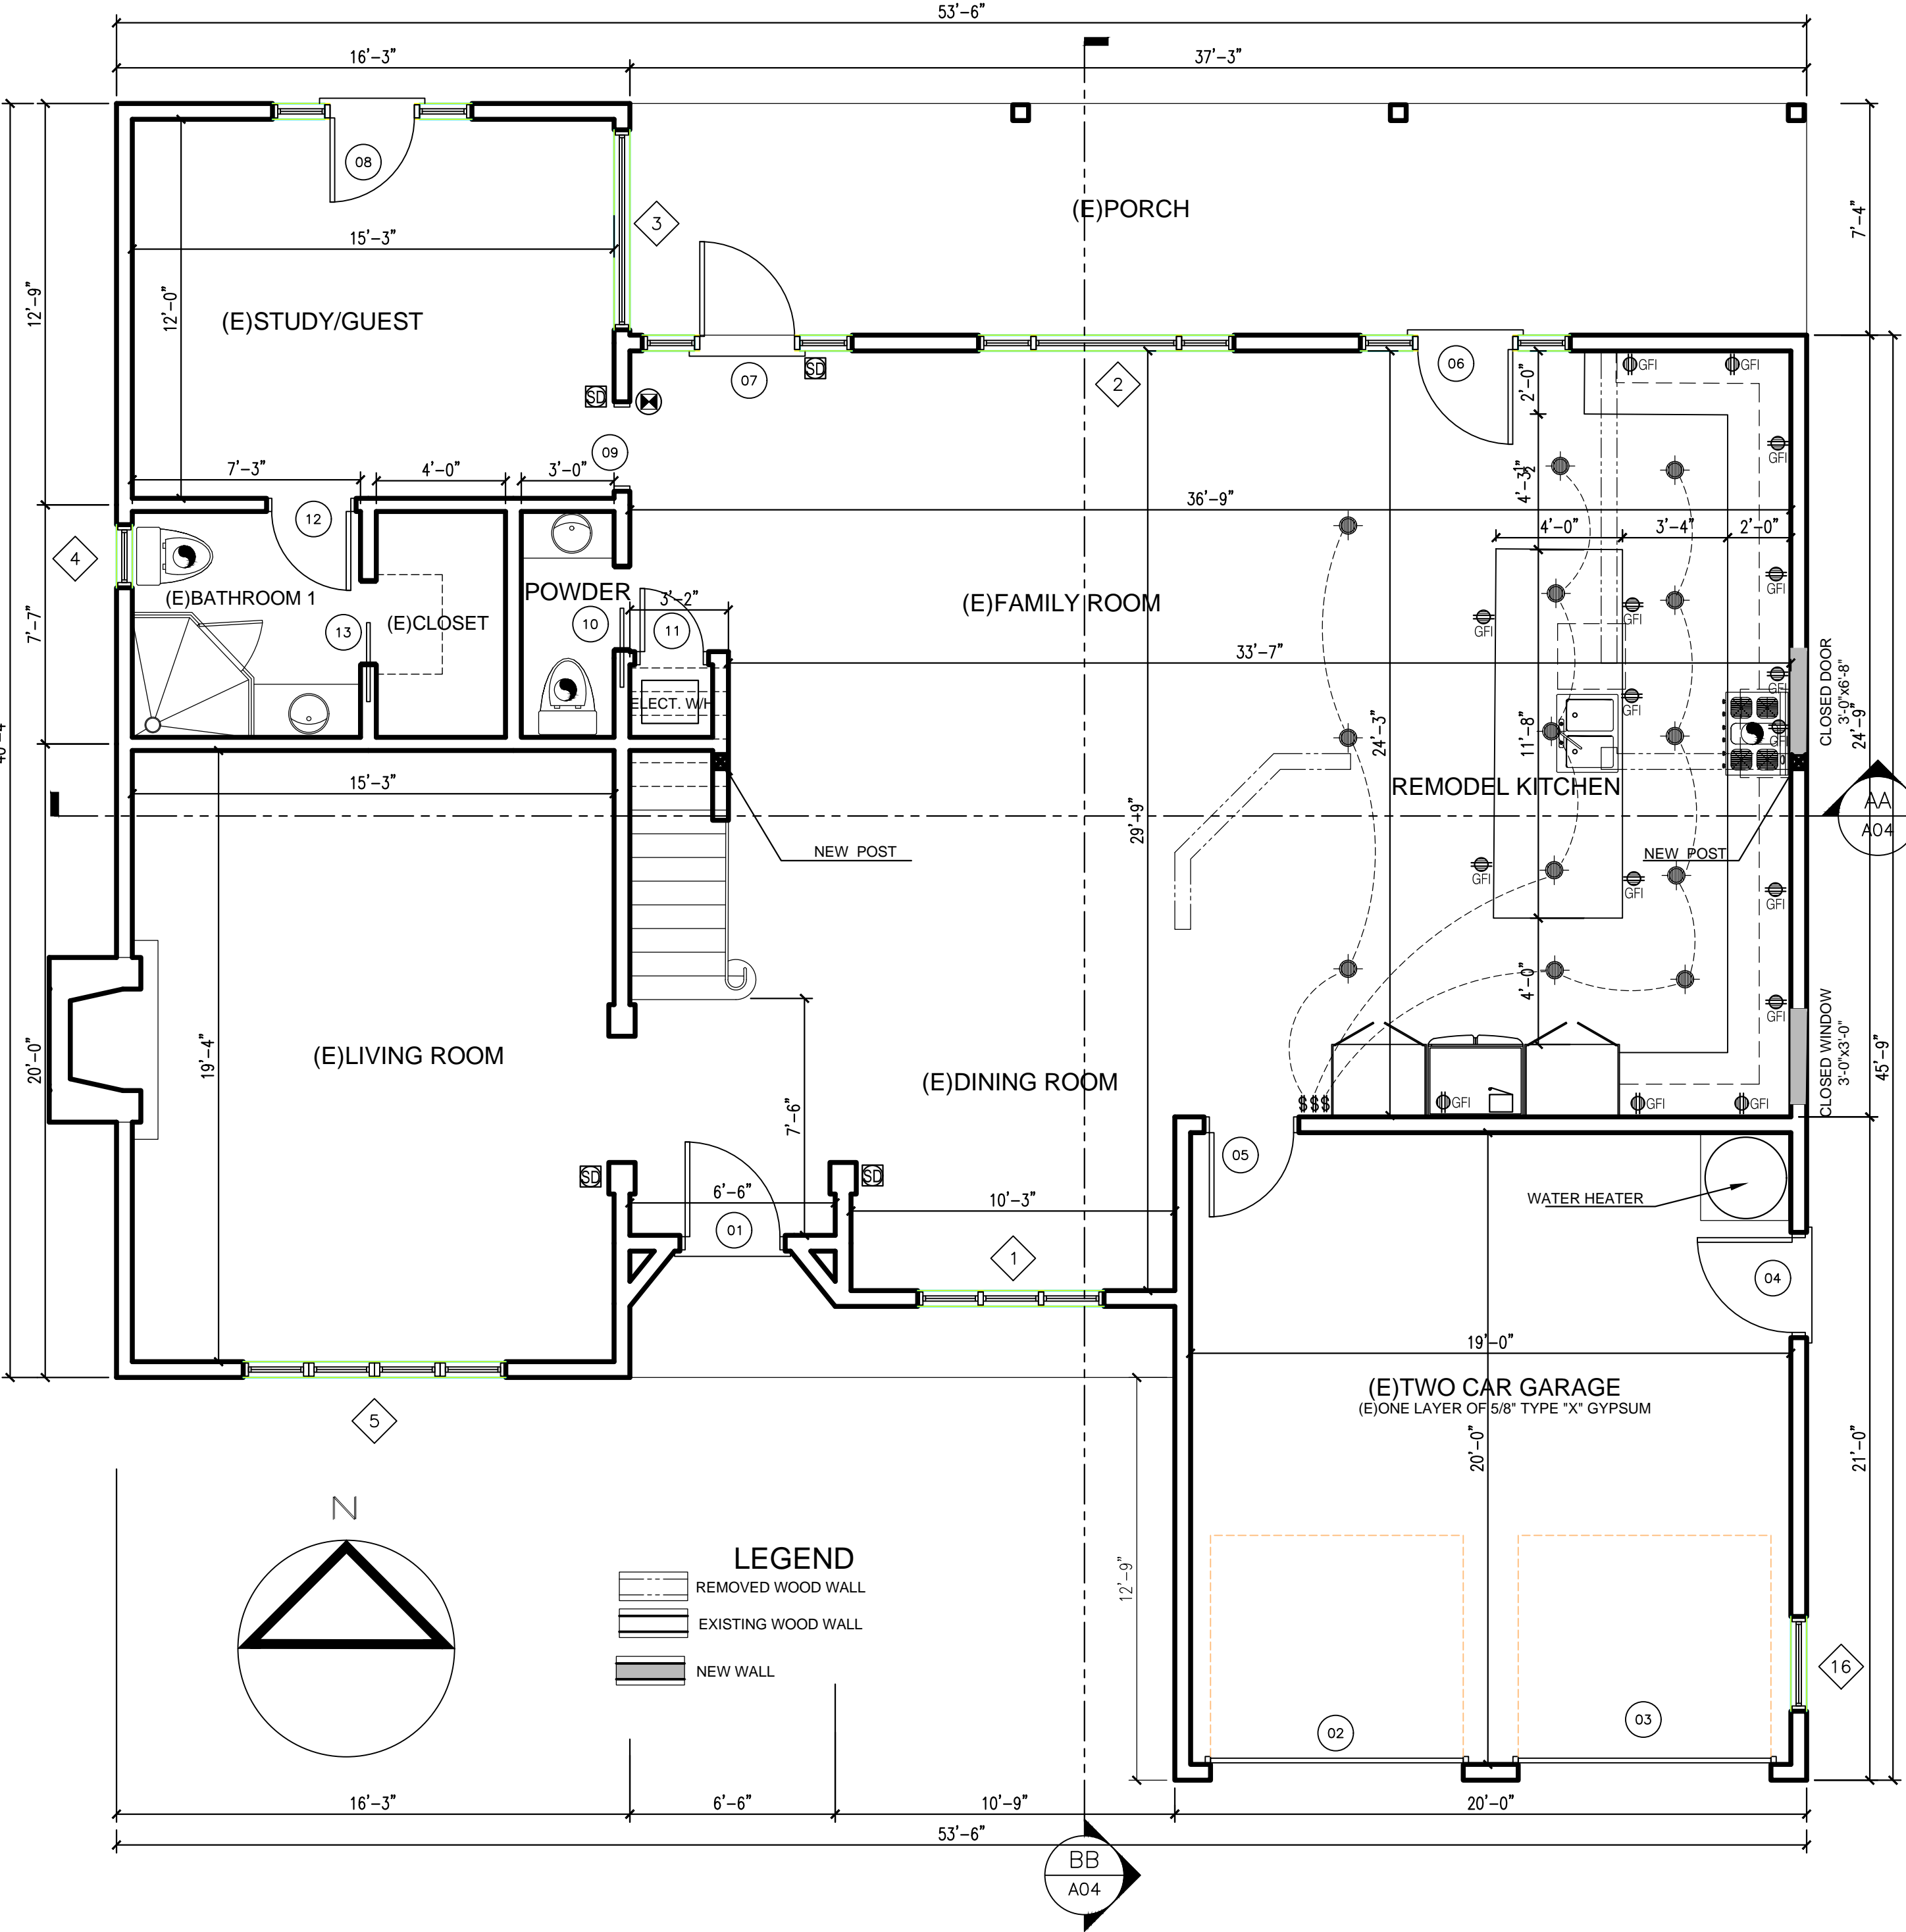 53'-6"
16'-3"
37'-3"
08
3
(E)PORCH
7'-4"
15'-3"
12'-9"
12'-0"
(E)STUDY/GUEST
SD
07
SD
2
06
2'-0"
GFI
GFI
09
GFI
7'-3"
4'-0"
3'-0"
4'-3½"
36'-9"
12
4'-0"
3'-4"
2'-0"
4
(E)BATHROOM 1
POWDER
3'-2"
(E)FAMILY ROOM
GFI
GFI
GFI
7'-7"
13
(E)CLOSET
10
11
33'-7"
CLOSED DOOR
3'-0"x6'-8"
24'-9"
GFI
GFI
GFI
ELECT. W/H
24'-3"
11'-8"
15'-3"
REMODEL KITCHEN
AA
A04
29'-9"
NEW POST
NEW POST
GFI
GFI
GFI
4'-0"
GFI
CLOSED WINDOW
3'-0"x3'-0"
45'-9"
20'-0"
19'-4"
(E)LIVING ROOM
(E)DINING ROOM
7'-6"
$$$
GFI
GFI
GFI
05
SD
SD
6'-6"
10'-3"
WATER HEATER
01
1
04
19'-0"
(E)TWO CAR GARAGE
(E)ONE LAYER OF 5/8" TYPE "X" GYPSUM
5
20'-0"
21'-0"
N
LEGEND
REMOVED WOOD WALL
EXISTING WOOD WALL
NEW WALL
12'-9"
16
02
03
16'-3"
6'-6"
10'-9"
20'-0"
53'-6"
BB
A04